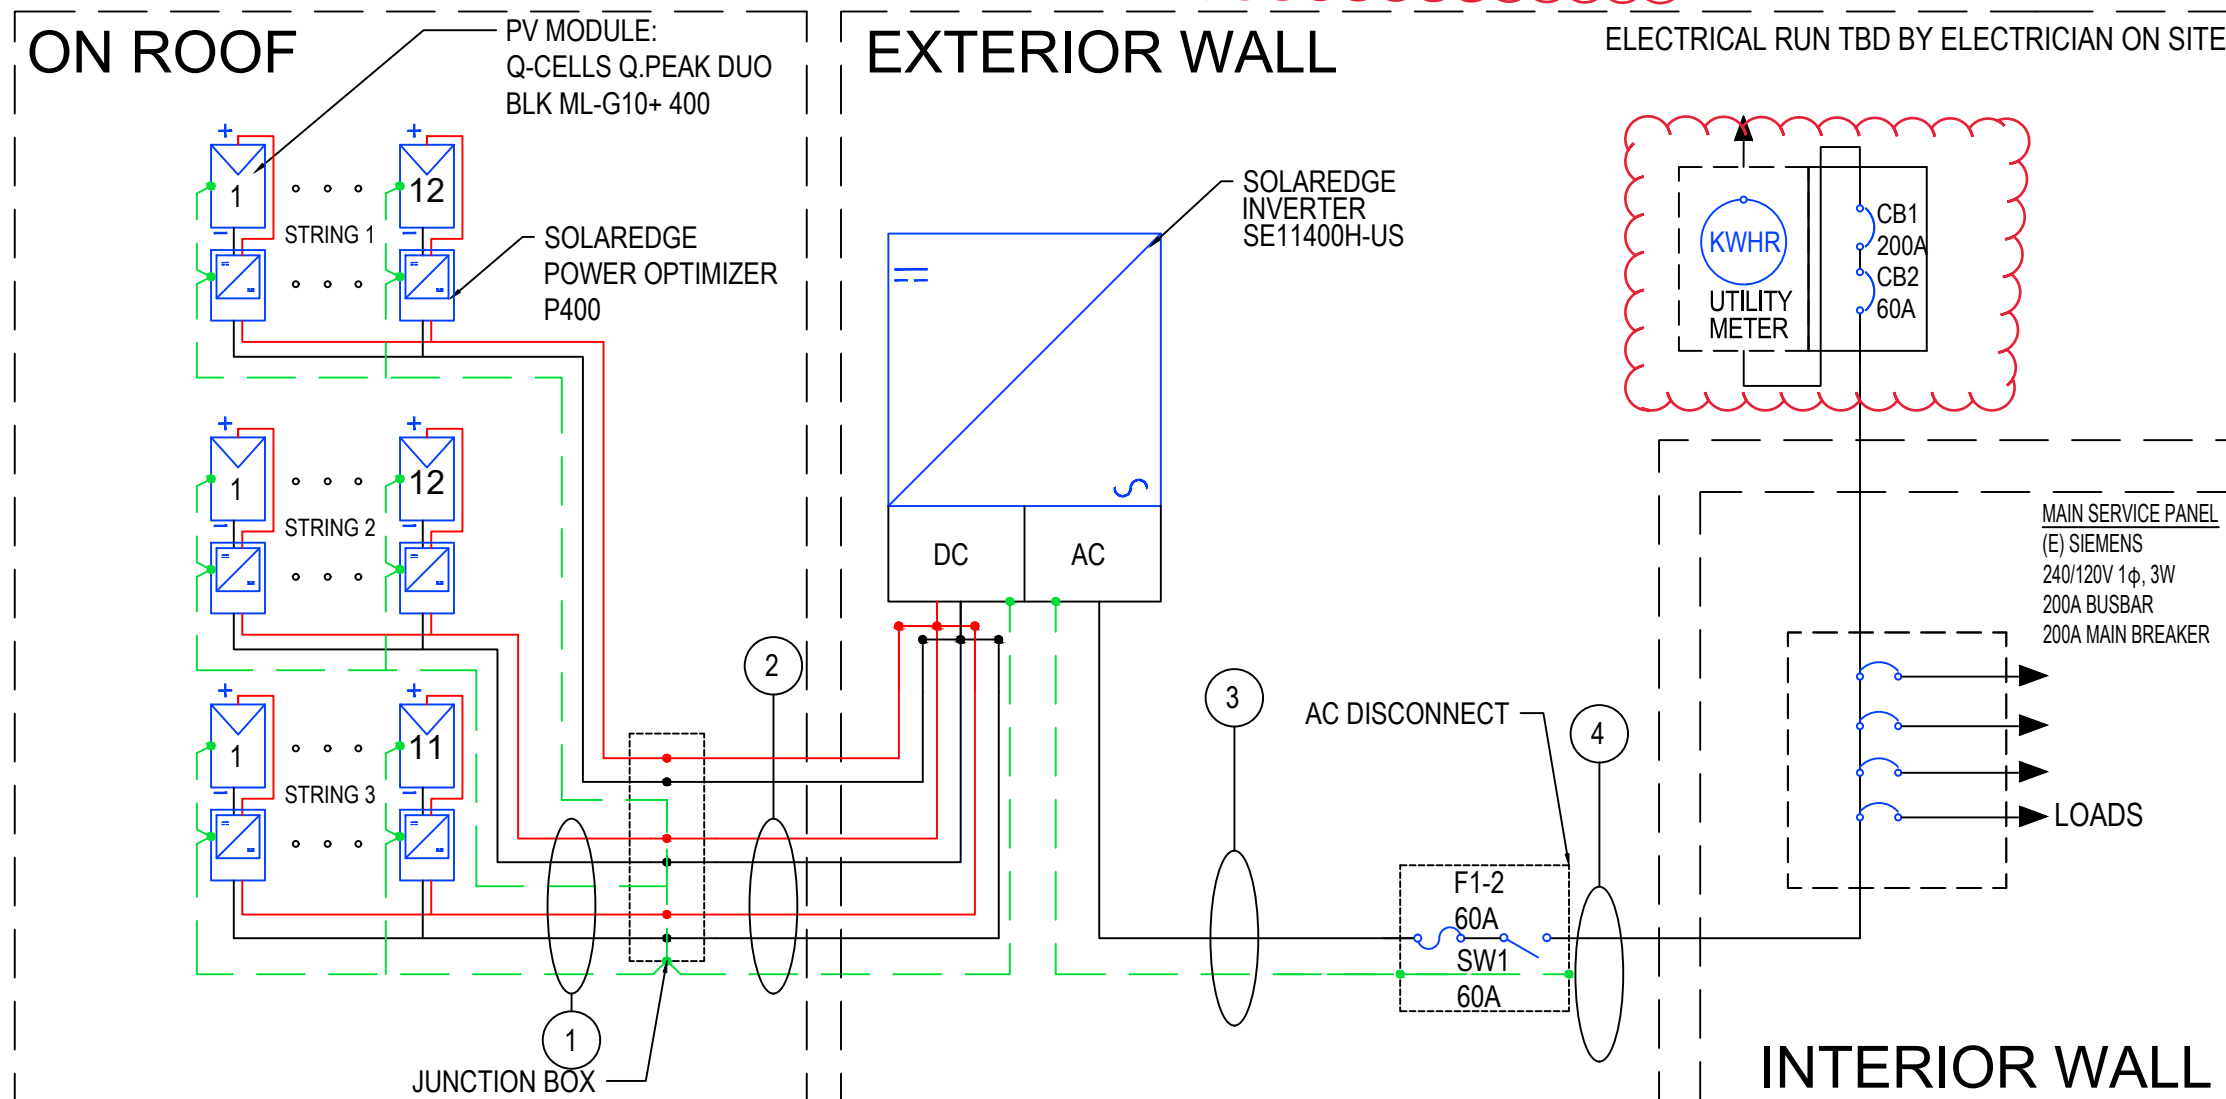 ON ROOF
PV MODULE:
Q-CELLS Q.PEAK DUO
BLK ML-G10+ 400
+
+
1
12
STRING 1
SOLAREDGE
POWER OPTIMIZER
P400
+
+
1
12
STRING 2
+
+
1
11
STRING 3
1
JUNCTION BOX
2
EXTERIOR WALL
ELECTRICAL RUN TBD BY ELECTRICIAN ON SITE
SOLAREDGE
INVERTER
SE11400H-US
DC
AC
3
AC DISCONNECT
4
F1-2
60A
SW1
60A
KWHR
UTILITY
METER
CB1
200A
CB2
60A
MAIN SERVICE PANEL
(E) SIEMENS
240/120V 1ϕ, 3W
200A BUSBAR
200A MAIN BREAKER
LOADS
INTERIOR WALL